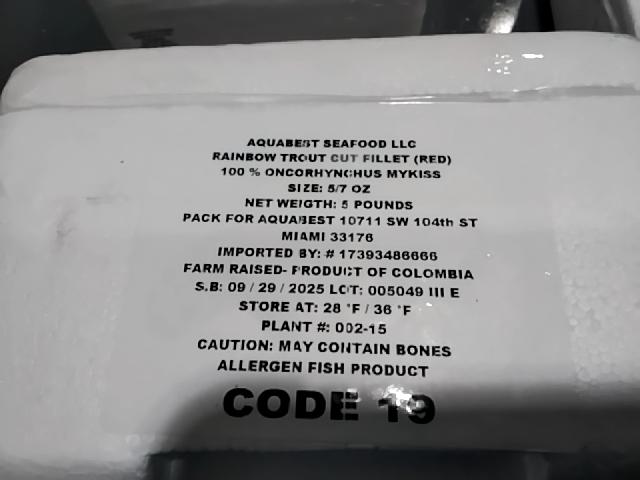 AQUABEST SEAFOOD LLC
RAINBOW TROUT CUT FILLET (RED)
100 % ONCORHYNCHUS MYKISS
SIZE: 5/7 OZ
NET WEIGTH: 5 POUNDS
PACK FOR AQUABEST 10711 SW 104th ST
MIAMI 33176
IMPORTED BY: # 17393486666
FARM RAISED- PRODUCT OF COLOMBIA
S.B: 09 / 29 / 2025 LOT: 005049 III E
STORE AT: 28 °F / 36 °F
PLANT #: 002-15
CAUTION: MAY CONTAIN BONES
ALLERGEN FISH PRODUCT
CODE 19